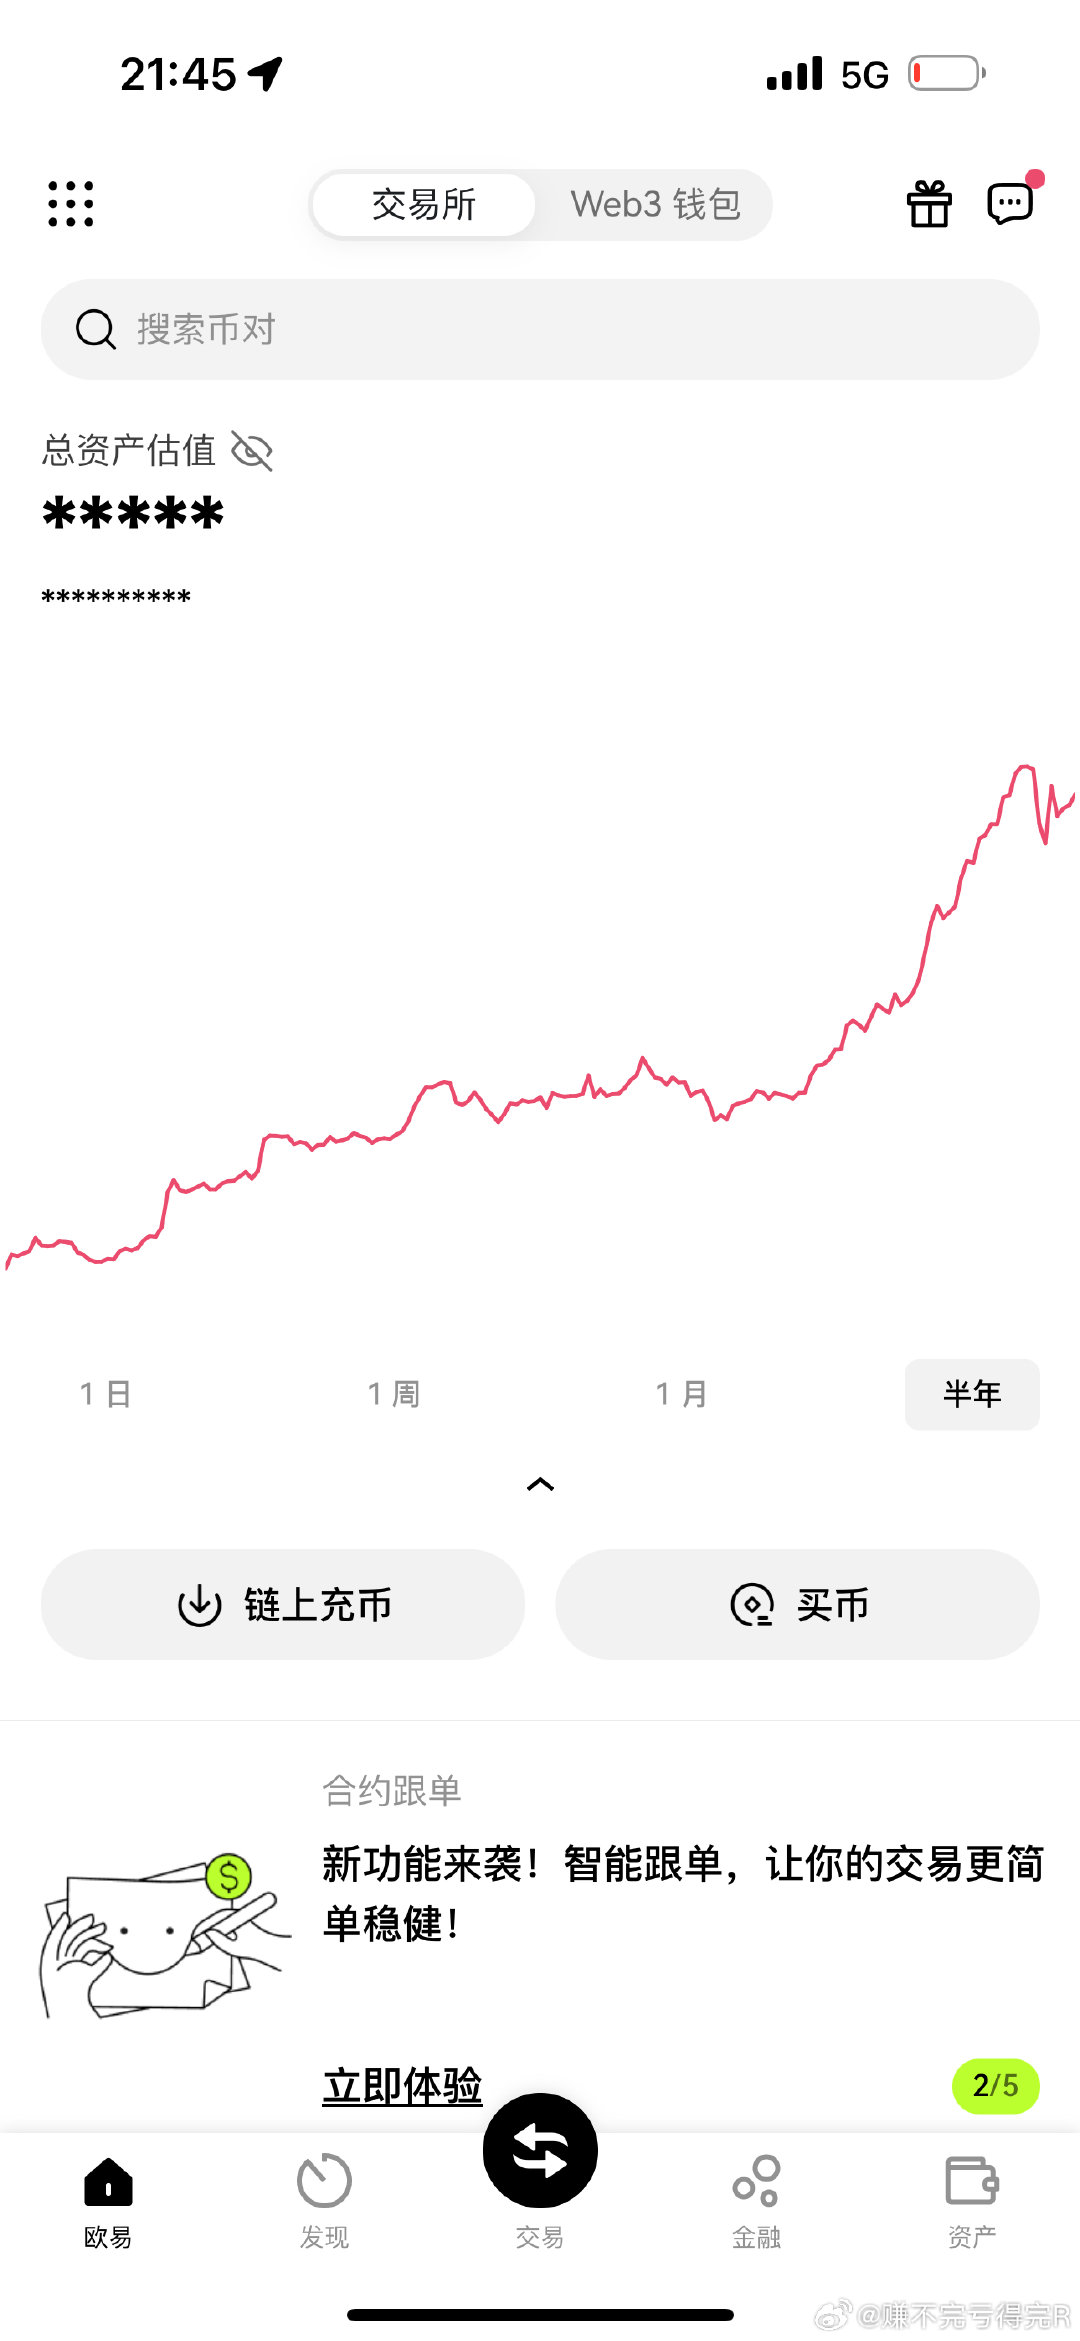 21:45 5G
交易所 Web3 钱包
搜索币对
总资产估值
*****
**********
1 日 1 周 1 月 半年
链上充币 买币
合约跟单
新功能来袭！智能跟单，让你的交易更简
单稳健！
$
立即体验 2/5
欧易 发现 交易 金融 资产
@赚不完亏得完R